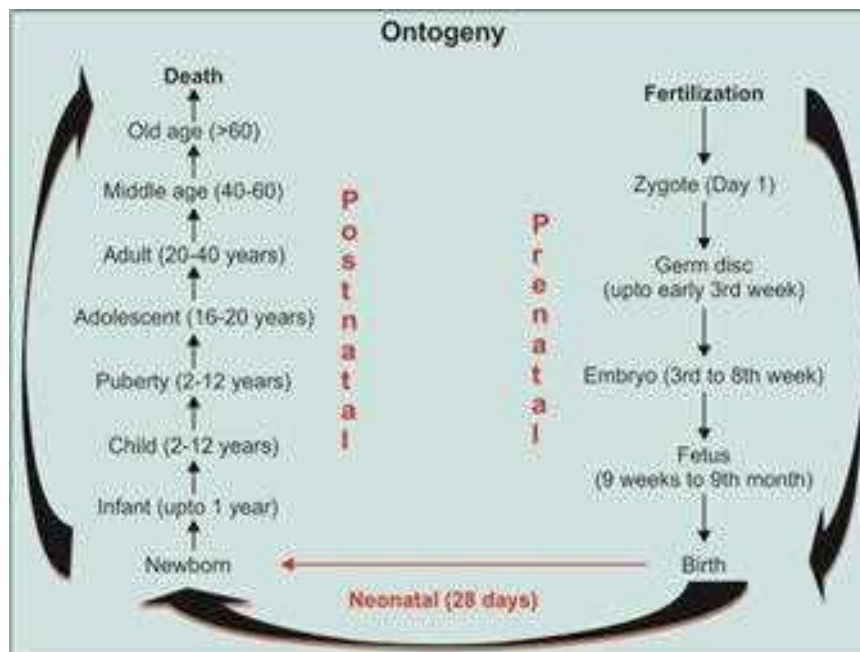 Ontogeny
Death
Old age (>60)
Middle age (40-60)
Adult (20-40 years)
Adolescent (16-20 years)
Puberty (2-12 years)
Child (2-12 years)
Infant (upto 1 year)
Newborn
Postnatal
Prenatal
Fertilization
Zygote (Day 1)
Germ disc
(upto early 3rd week)
Embryo (3rd to 8th week)
Fetus
(9 weeks to 9th month)
Birth
Neonatal (28 days)